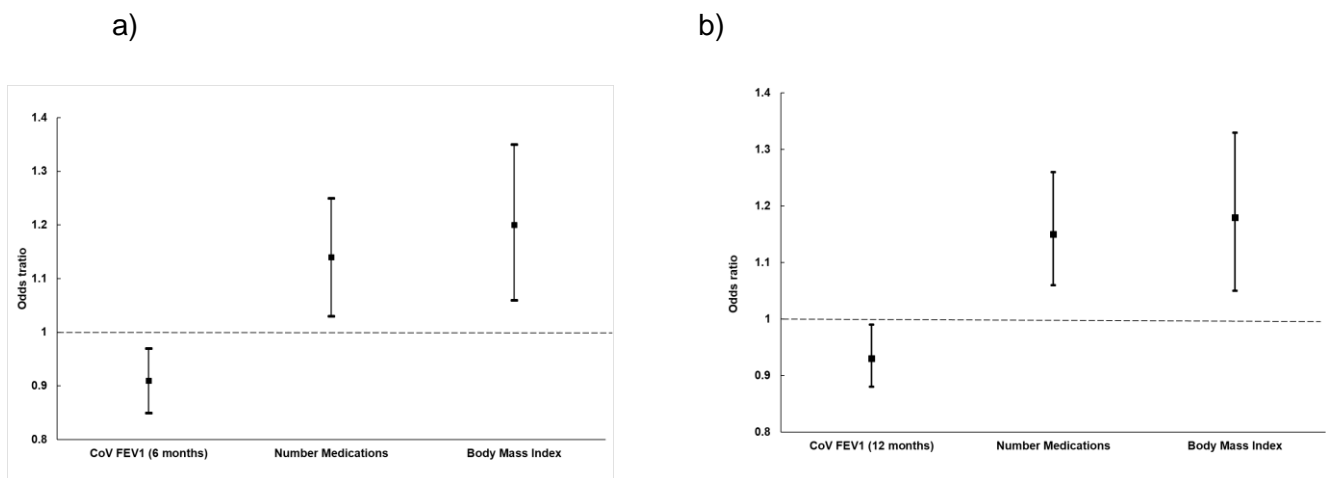 a)
b)
1.4
1.3
1.2
1.1
1
0.9
0.8
Odds tratio
CoV FEV1 (6 months)
Number Medications
Body Mass Index
1.4
1.3
1.2
1.1
1
0.9
0.8
Odds ratio
CoV FEV1 (12 months)
Number Medications
Body Mass Index